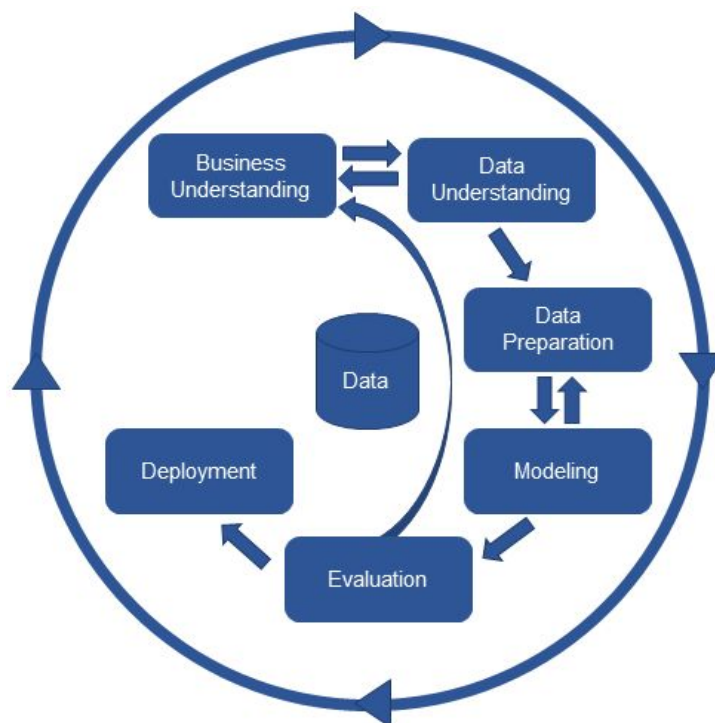 Business
Understanding
Data
Understanding
Data
Preparation
Data
Modeling
Deployment
Evaluation